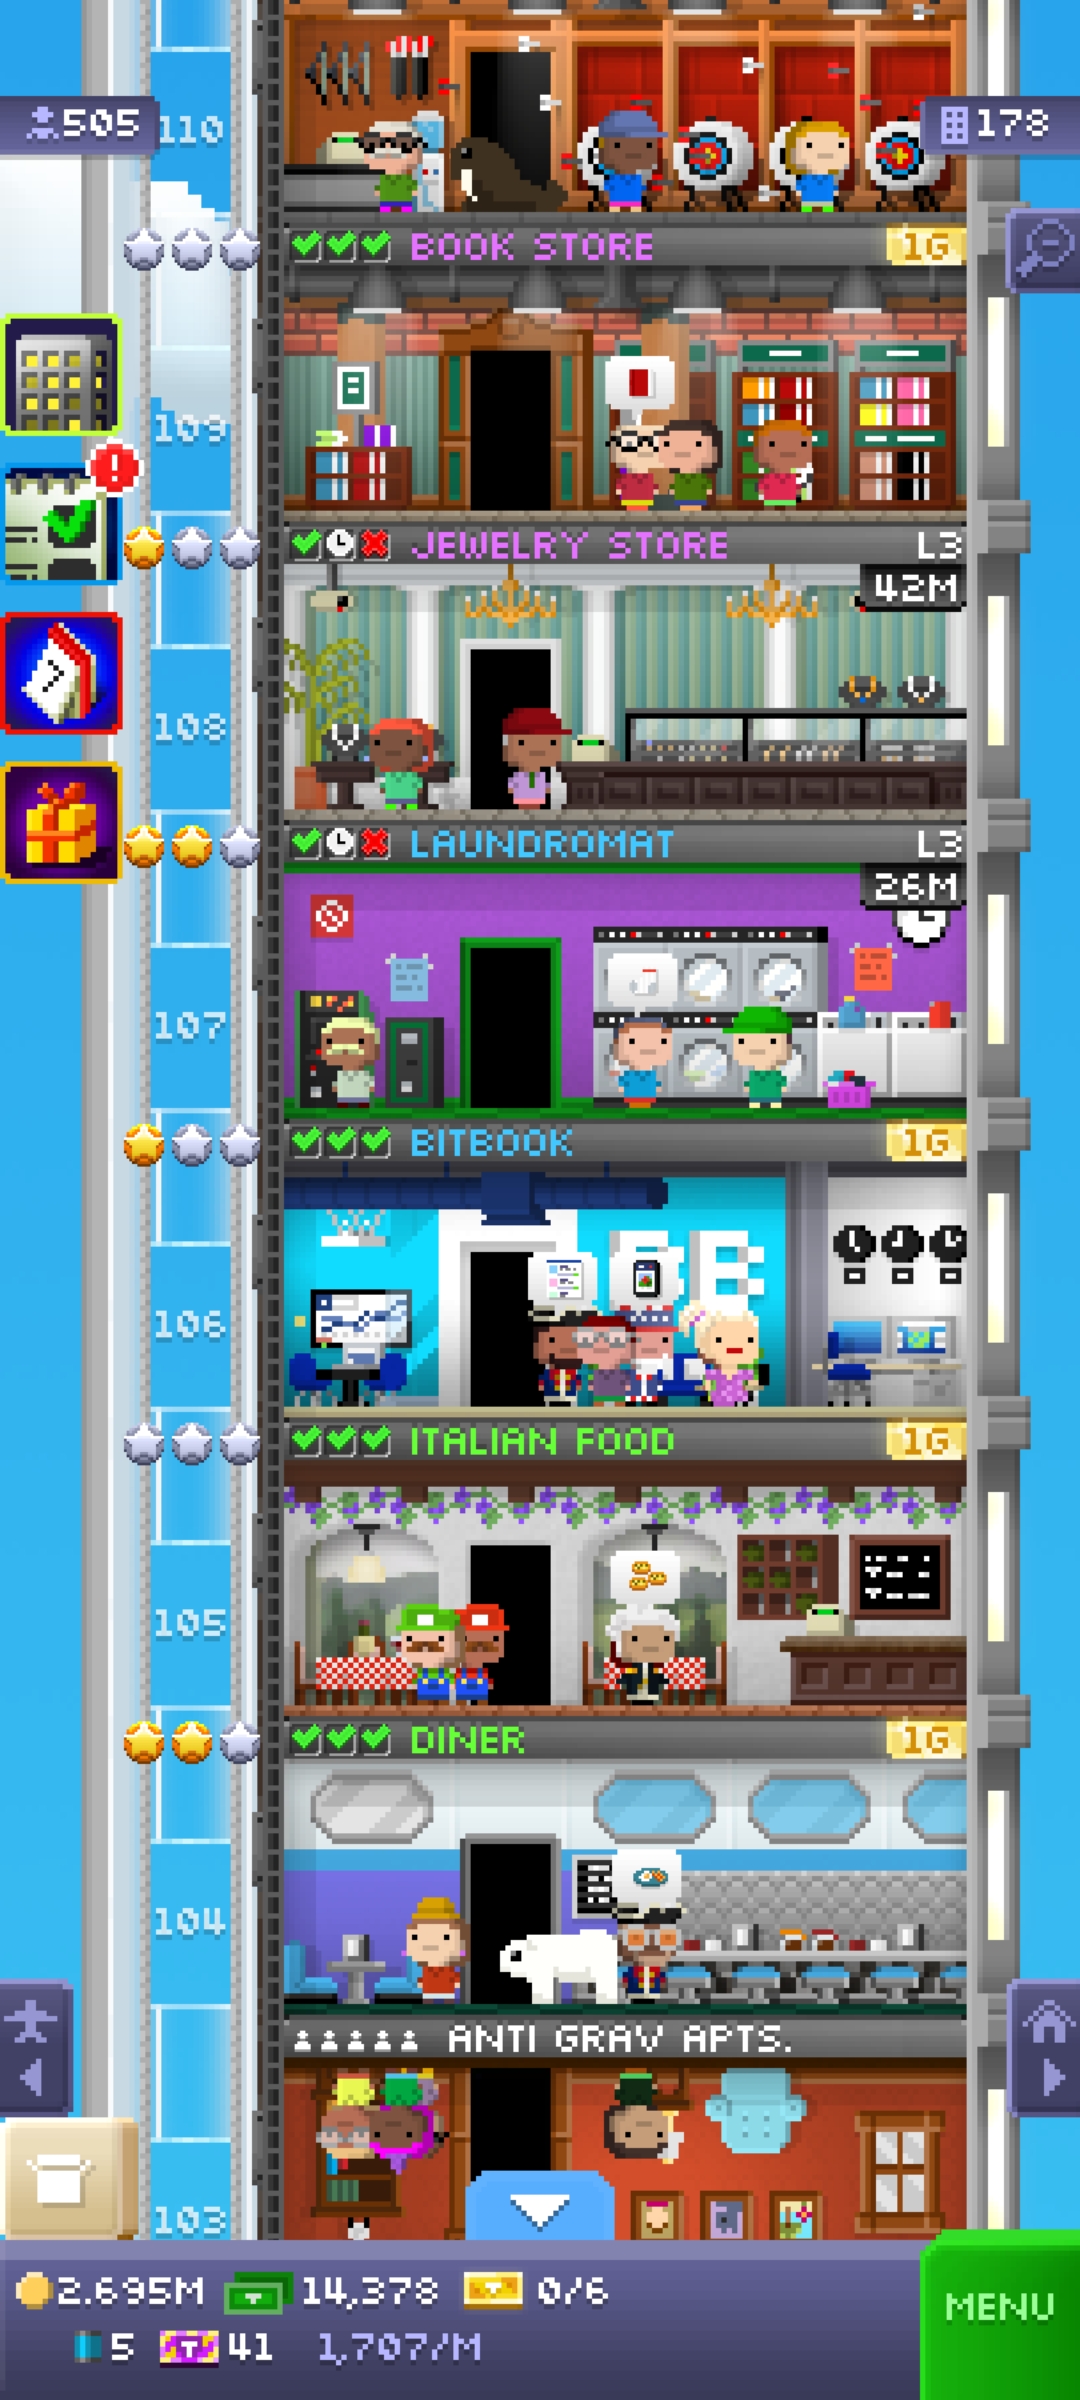 505
110
178
BOOK STORE
1G
109
JEWELRY STORE
L3
42M
108
LAUNDROMAT
L3
26M
107
BITBOOK
1G
BB
106
ITALIAN FOOD
1G
105
DINER
1G
104
ANTI GRAV APTS.
103
2.695M
14,378
0/6
5
41
1,707/M
MENU